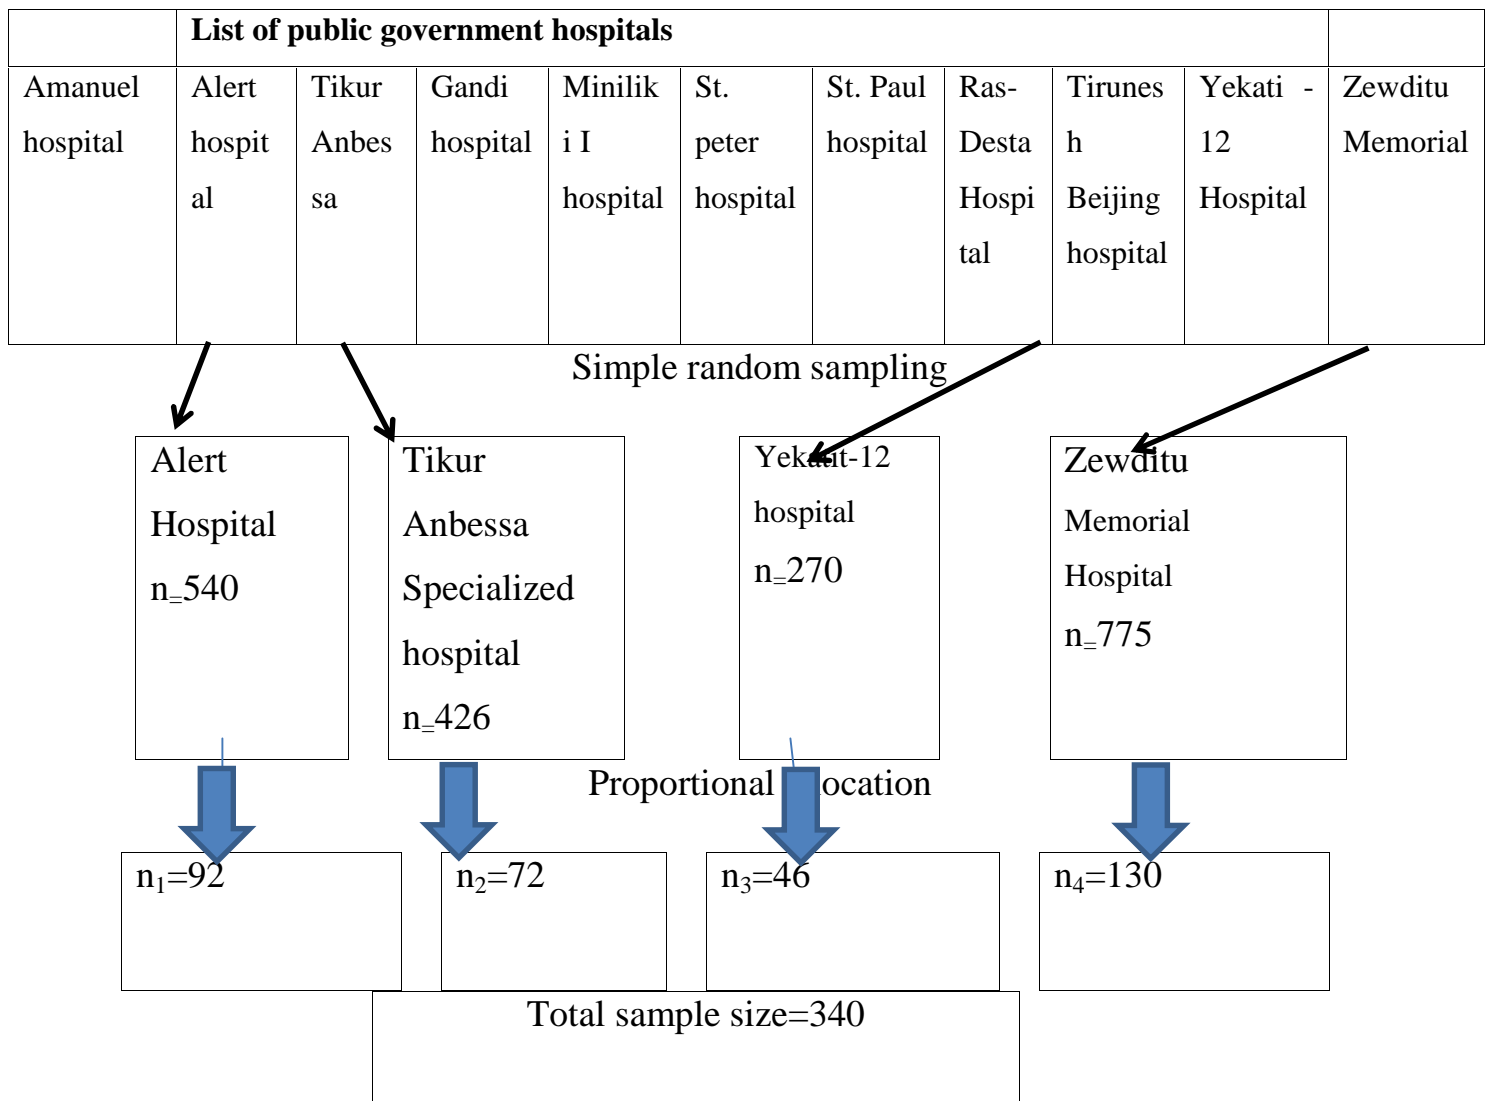 List of public government hospitals
Amanuel
hospital
Alert
hospit
al
Tikur
Anbes
sa
Gandi
hospital
Minilik
i I
hospital
St.
peter
hospital
St. Paul
hospital
Ras-
Desta
Hospi
tal
Tirunes
h
Beijing
hospital
Yekati -
12
Hospital
Zewditu
Memorial
Simple random sampling
Alert
Hospital
n=540
Tikur
Anbessa
Specialized
hospital
n=426
Yekatit-12
hospital
n=270
Zewditu
Memorial
Hospital
n=775
Proportional location
n₁=92
n₂=72
n₃=46
n₄=130
Total sample size=340